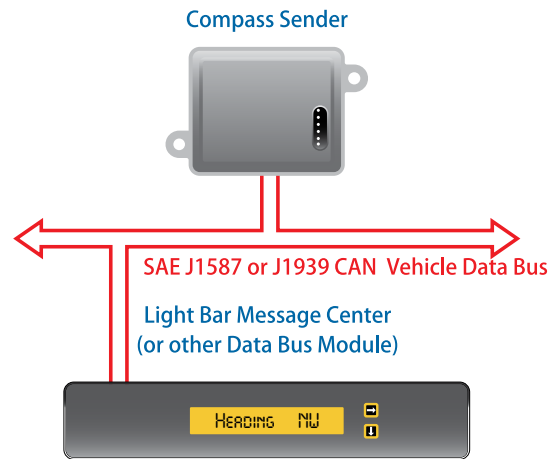 Compass Sender
SAE J1587 or J1939 CAN Vehicle Data Bus
Light Bar Message Center
(or other Data Bus Module)
HEADING NW